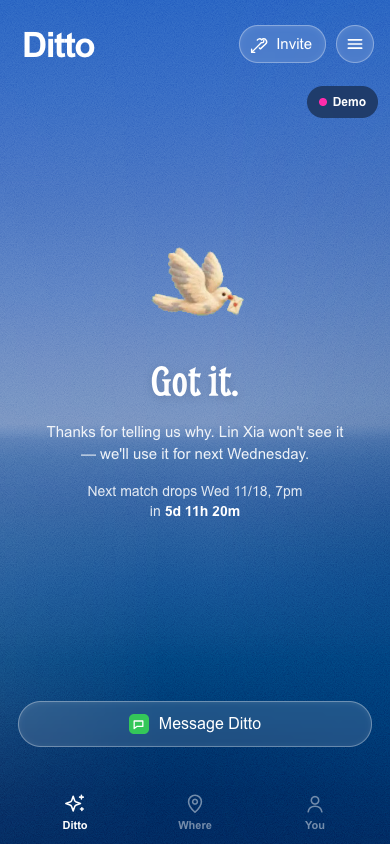 Ditto
Invite
Demo
Got it.
Thanks for telling us why. Lin Xia won't see it
— we'll use it for next Wednesday.
Next match drops Wed 11/18, 7pm
in 5d 11h 20m
Message Ditto
Ditto
Where
You